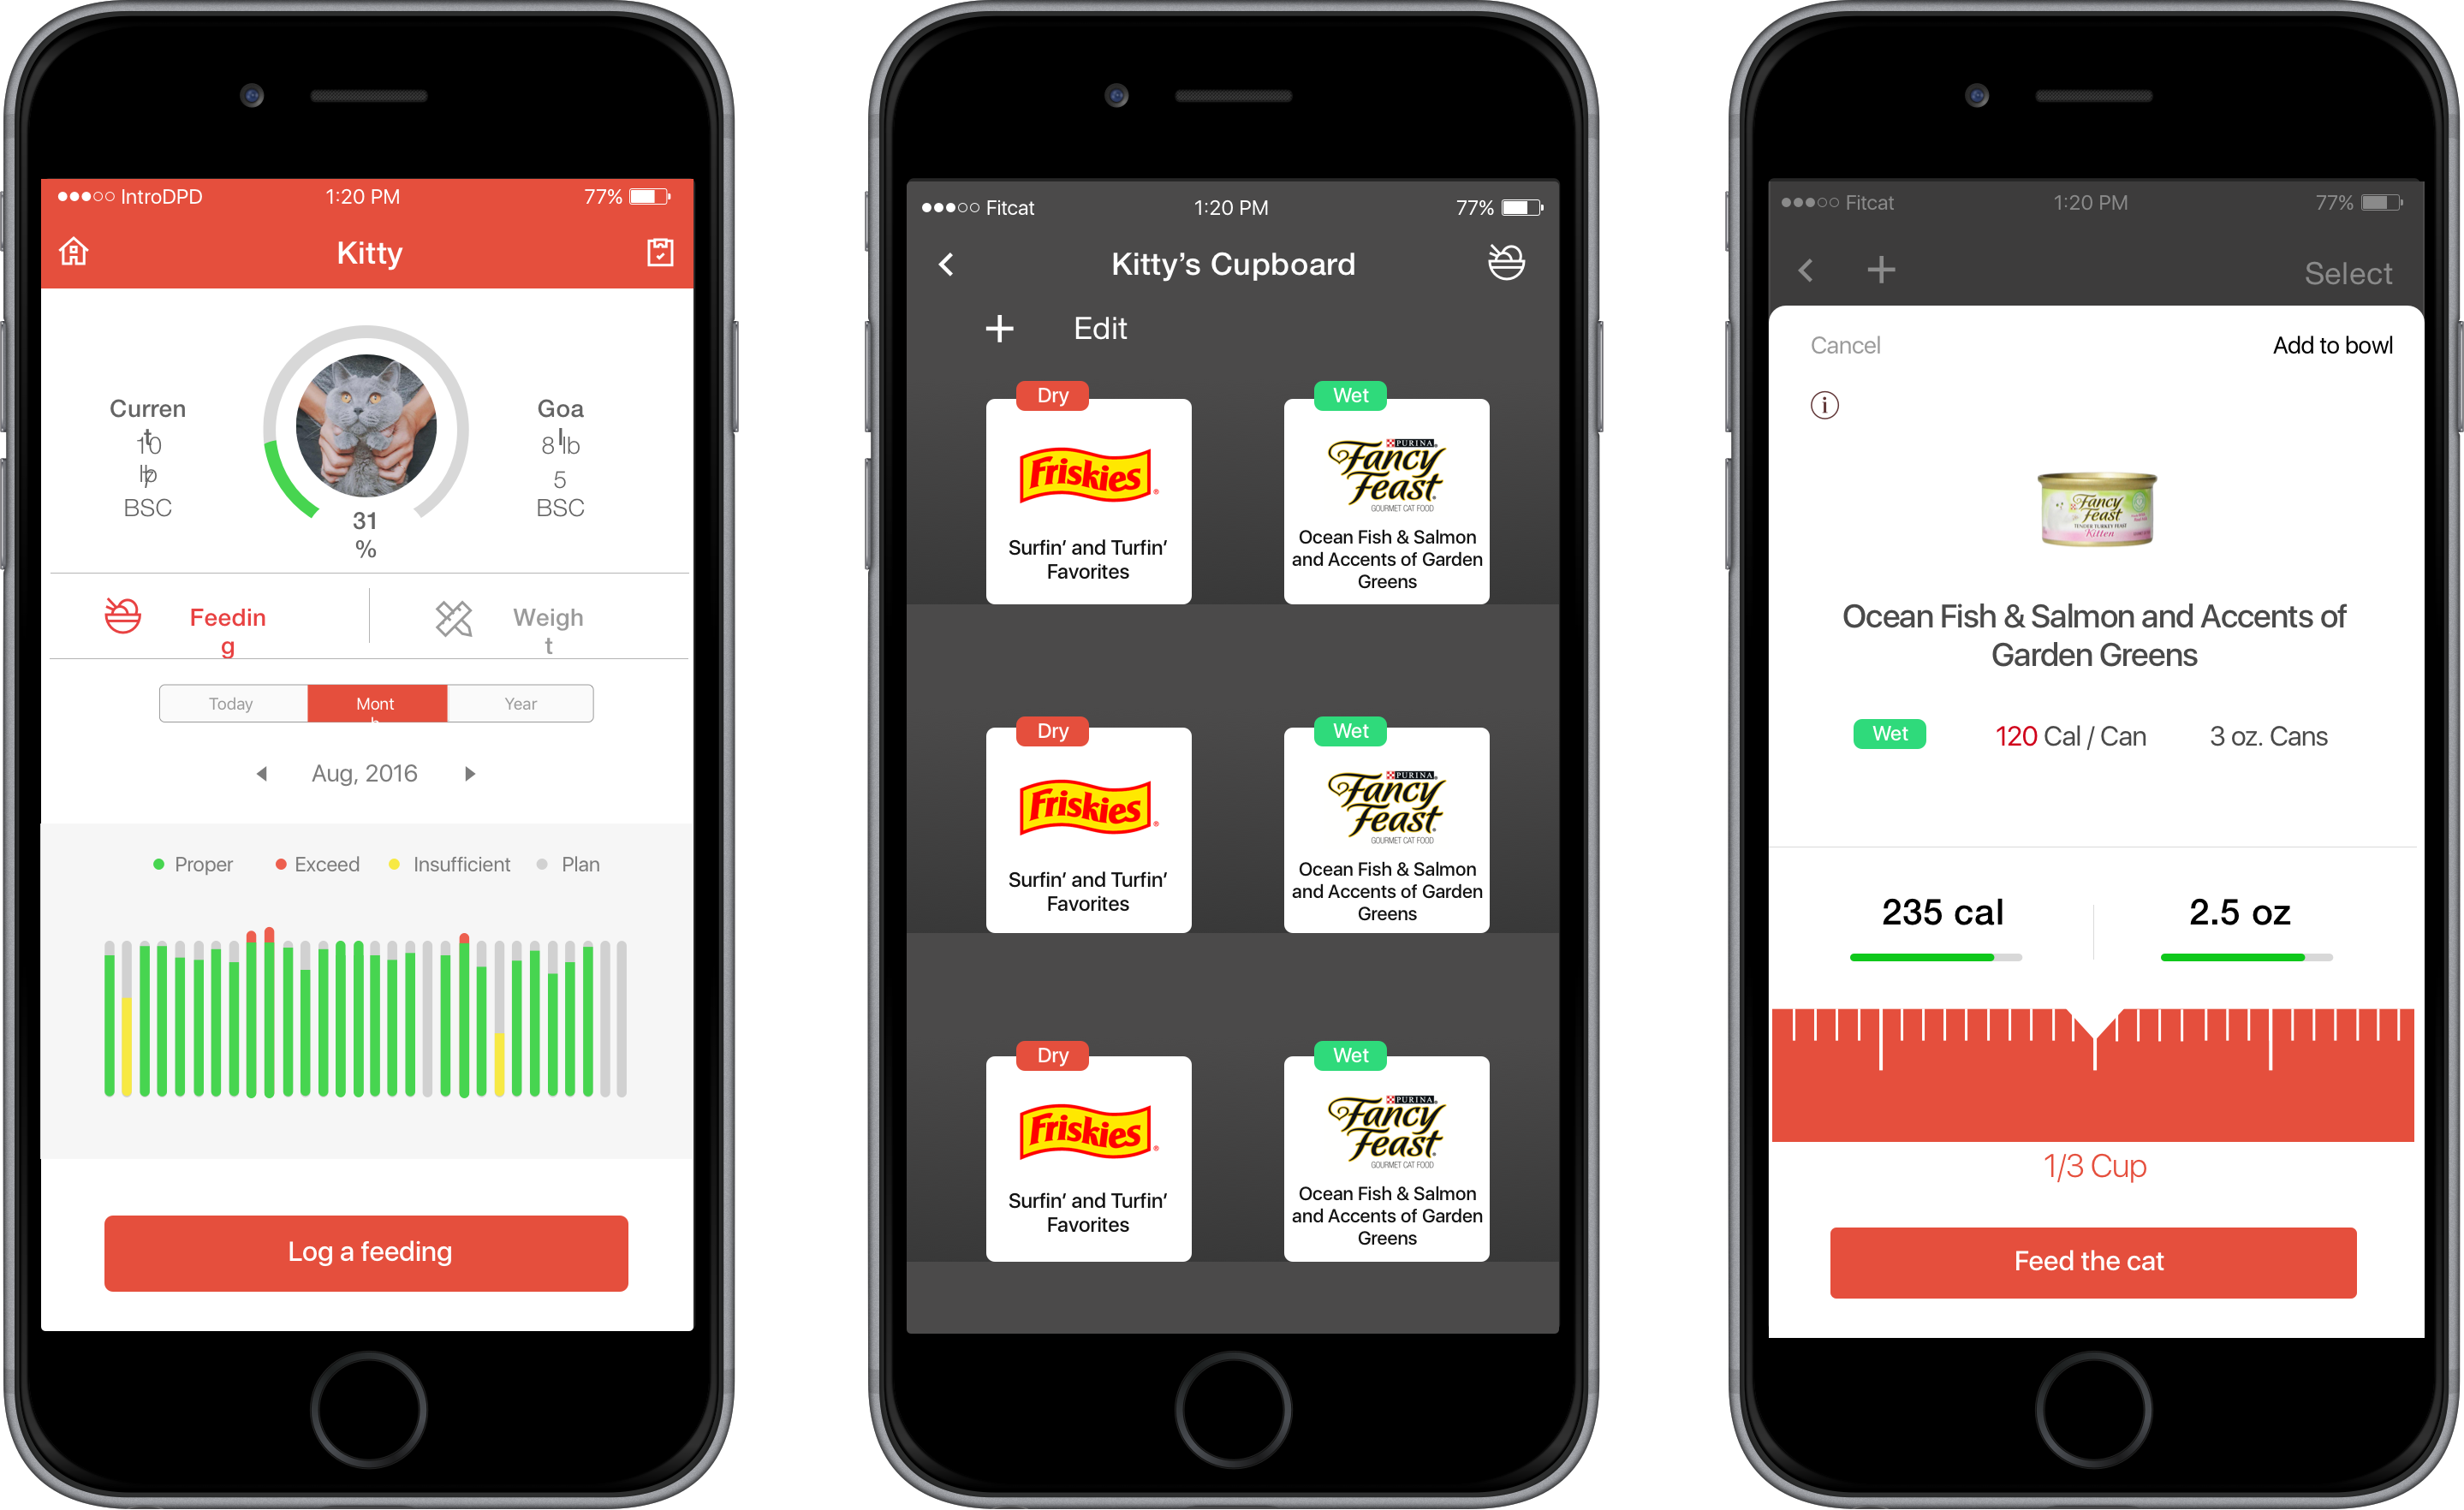 IntroDPD 1:20 PM 77%
Kitty
Curren
t
10
lb
7
BSC
Goa
l
8 lb
5
BSC
31
%
Feedin
g
Weigh
t
Today
Mont
h
Year
Aug, 2016
Proper Exceed Insufficient Plan
Log a feeding
Fitcat 1:20 PM 77%
Kitty's Cupboard
Edit
Dry
Friskies
Surfin' and Turfin'
Favorites
Wet
PURINA
Fancy
Feast
GOURMET CAT FOOD
Ocean Fish & Salmon
and Accents of Garden
Greens
Dry
Friskies
Surfin' and Turfin'
Favorites
Wet
PURINA
Fancy
Feast
GOURMET CAT FOOD
Ocean Fish & Salmon
and Accents of Garden
Greens
Dry
Friskies
Surfin' and Turfin'
Favorites
Wet
PURINA
Fancy
Feast
GOURMET CAT FOOD
Ocean Fish & Salmon
and Accents of Garden
Greens
Fitcat 1:20 PM 77%
Select
Cancel Add to bowl
i
Fancy
Feast
TENDER TURKEY FEAST
Kitten
Ocean Fish & Salmon and Accents of
Garden Greens
Wet 120 Cal / Can 3 oz. Cans
235 cal 2.5 oz
1/3 Cup
Feed the cat